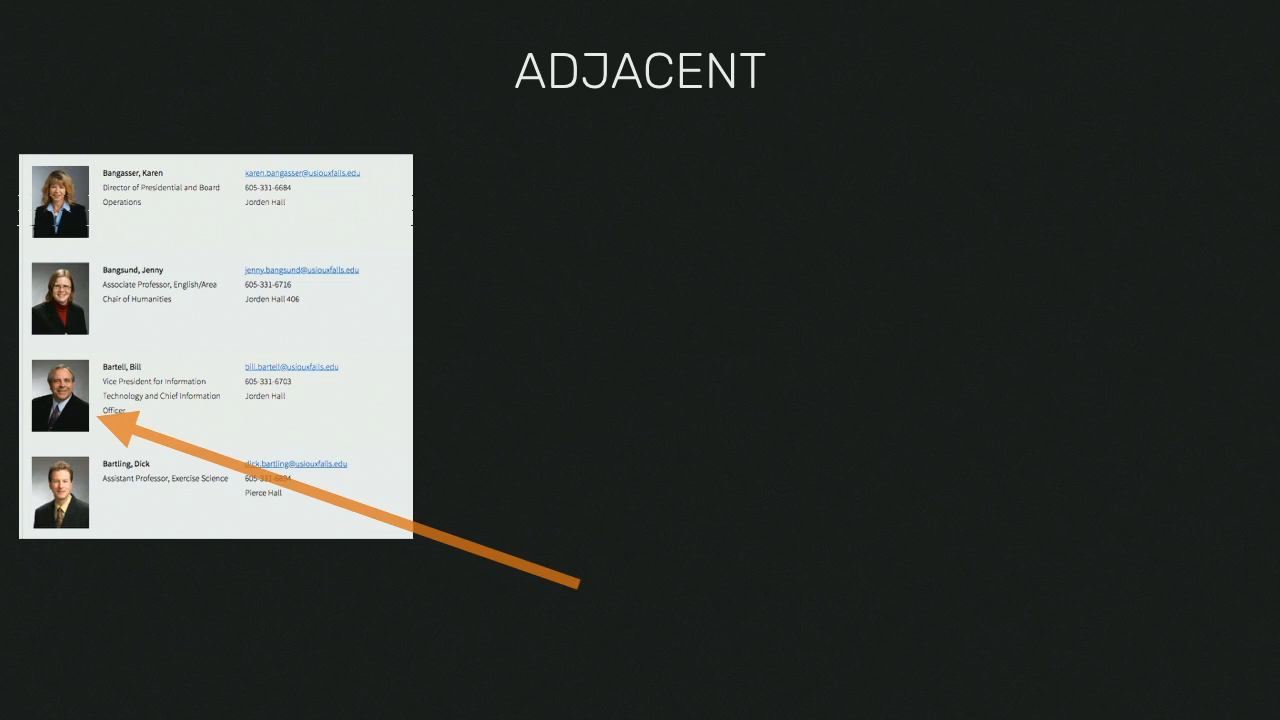 ADJACENT
Bangasser, Karen
karen.bangasser@usiouxfalls.edu
Director of Presidential and Board
605-331-6684
Operations
Jorden Hall
Bangsund, Jenny
jenny.bangsund@usiouxfalls.edu
Associate Professor, English/Area
605-331-6716
Chair of Humanities
Jorden Hall 406
Bartell, Bill
bill.bartell@usiouxfalls.edu
Vice President for Information
605-331-6703
Technology and Chief Information
Jorden Hall
Officer
Bartling, Dick
dick.bartling@usiouxfalls.edu
Assistant Professor, Exercise Science
Pierce Hall